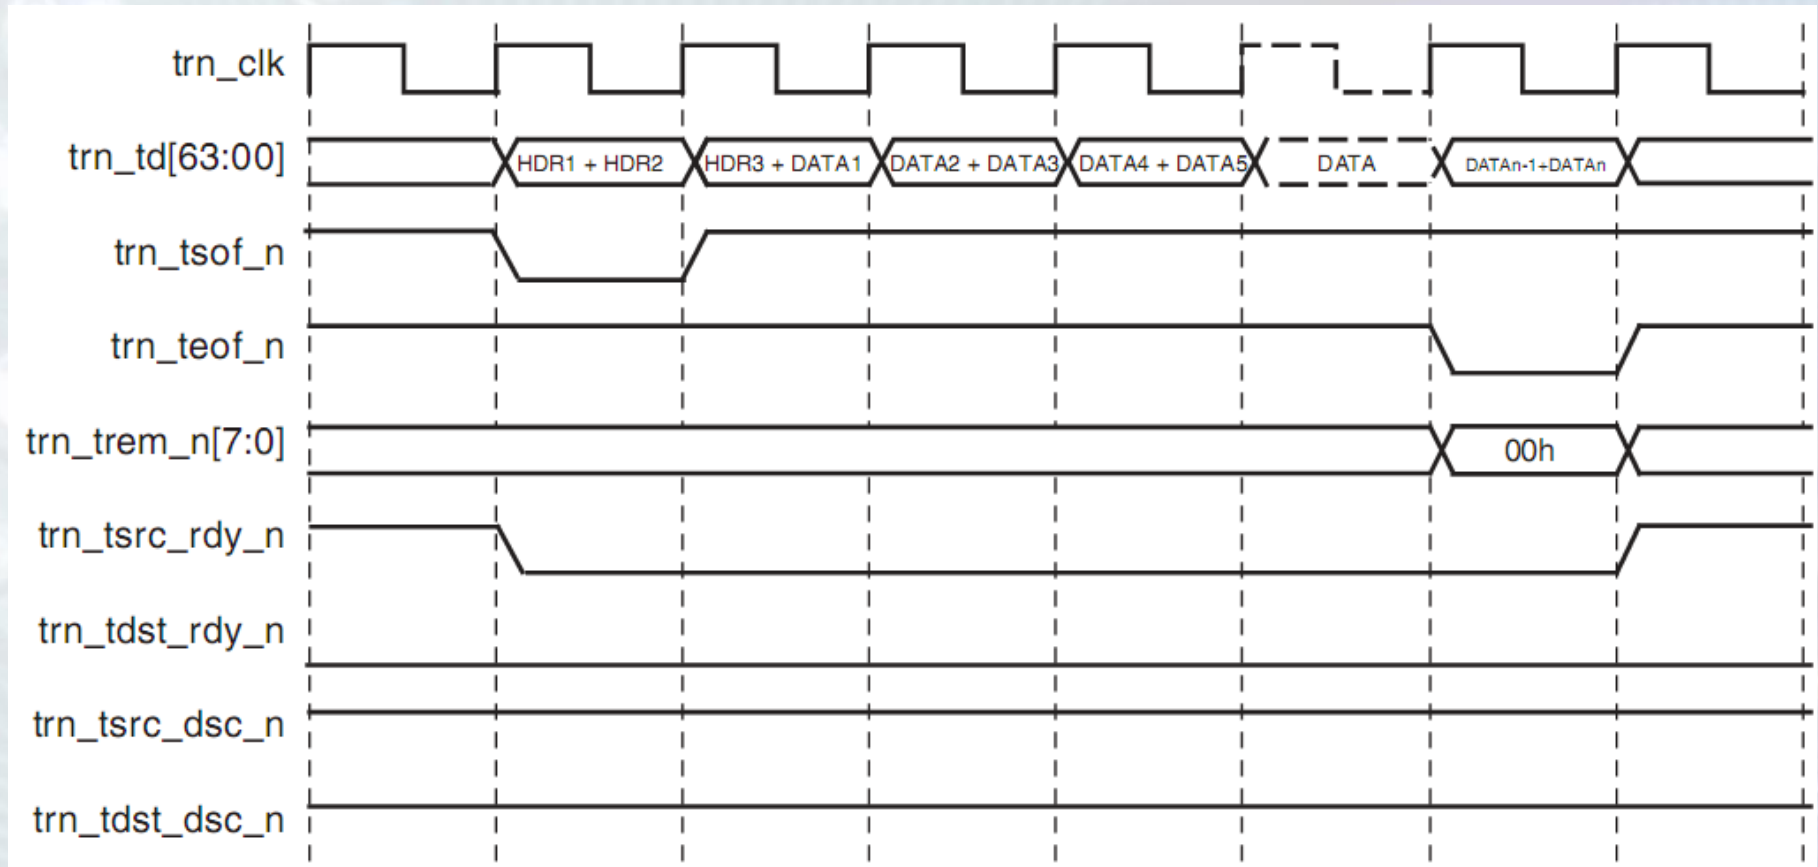 trn_clk
trn_td[63:00]
HDR1 + HDR2
HDR3 + DATA1
DATA2 + DATA3
DATA4 + DATA5
DATA
DATAn-1+DATAn
trn_tsof_n
trn_teof_n
trn_trem_n[7:0]
00h
trn_tsrc_rdy_n
trn_tdst_rdy_n
trn_tsrc_dsc_n
trn_tdst_dsc_n